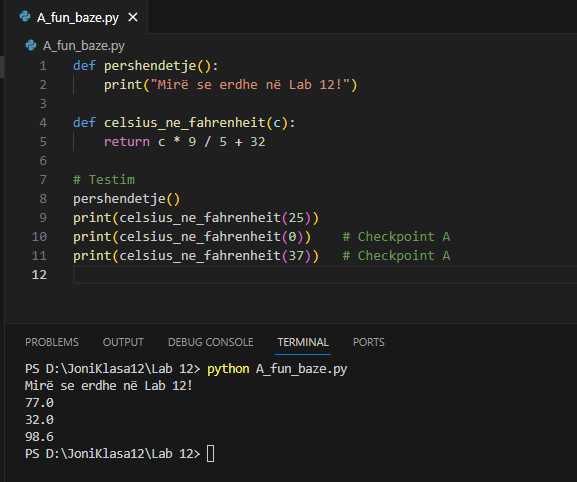 A_fun_baze.py
A_fun_baze.py
1 def pershendetje():
2     print("Mirë se erdhe në Lab 12!")
3
4 def celsius_ne_fahrenheit(c):
5     return c * 9 / 5 + 32
6
7 # Testim
8 pershendetje()
9 print(celsius_ne_fahrenheit(25))
10 print(celsius_ne_fahrenheit(0))    # Checkpoint A
11 print(celsius_ne_fahrenheit(37))   # Checkpoint A
12
PROBLEMS OUTPUT DEBUG CONSOLE TERMINAL PORTS
PS D:\JoniKlasa12\Lab 12> python A_fun_baze.py
Mirë se erdhe në Lab 12!
77.0
32.0
98.6
PS D:\JoniKlasa12\Lab 12>